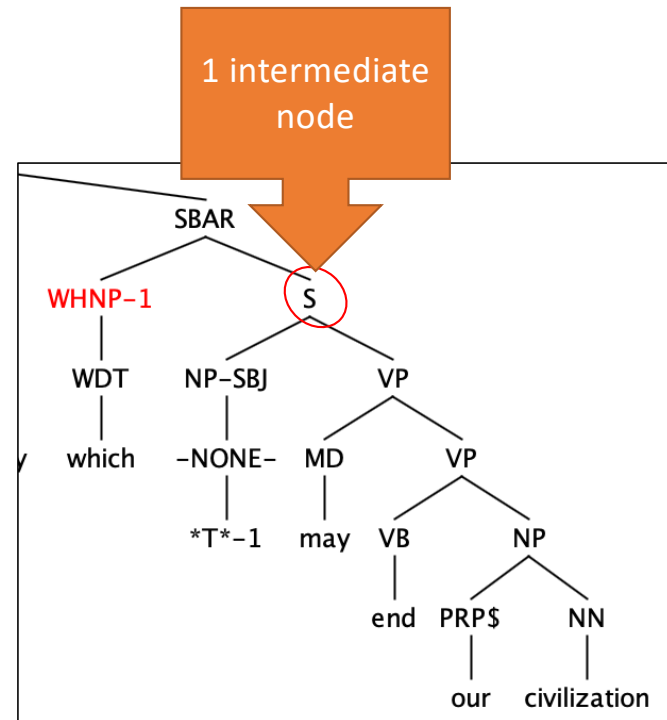 1 intermediate
node
SBAR
WHNP-1 S
WDT NP-SBJ VP
y which -NONE- MD VP
*T*-1 may VB NP
end PRP$ NN
our civilization